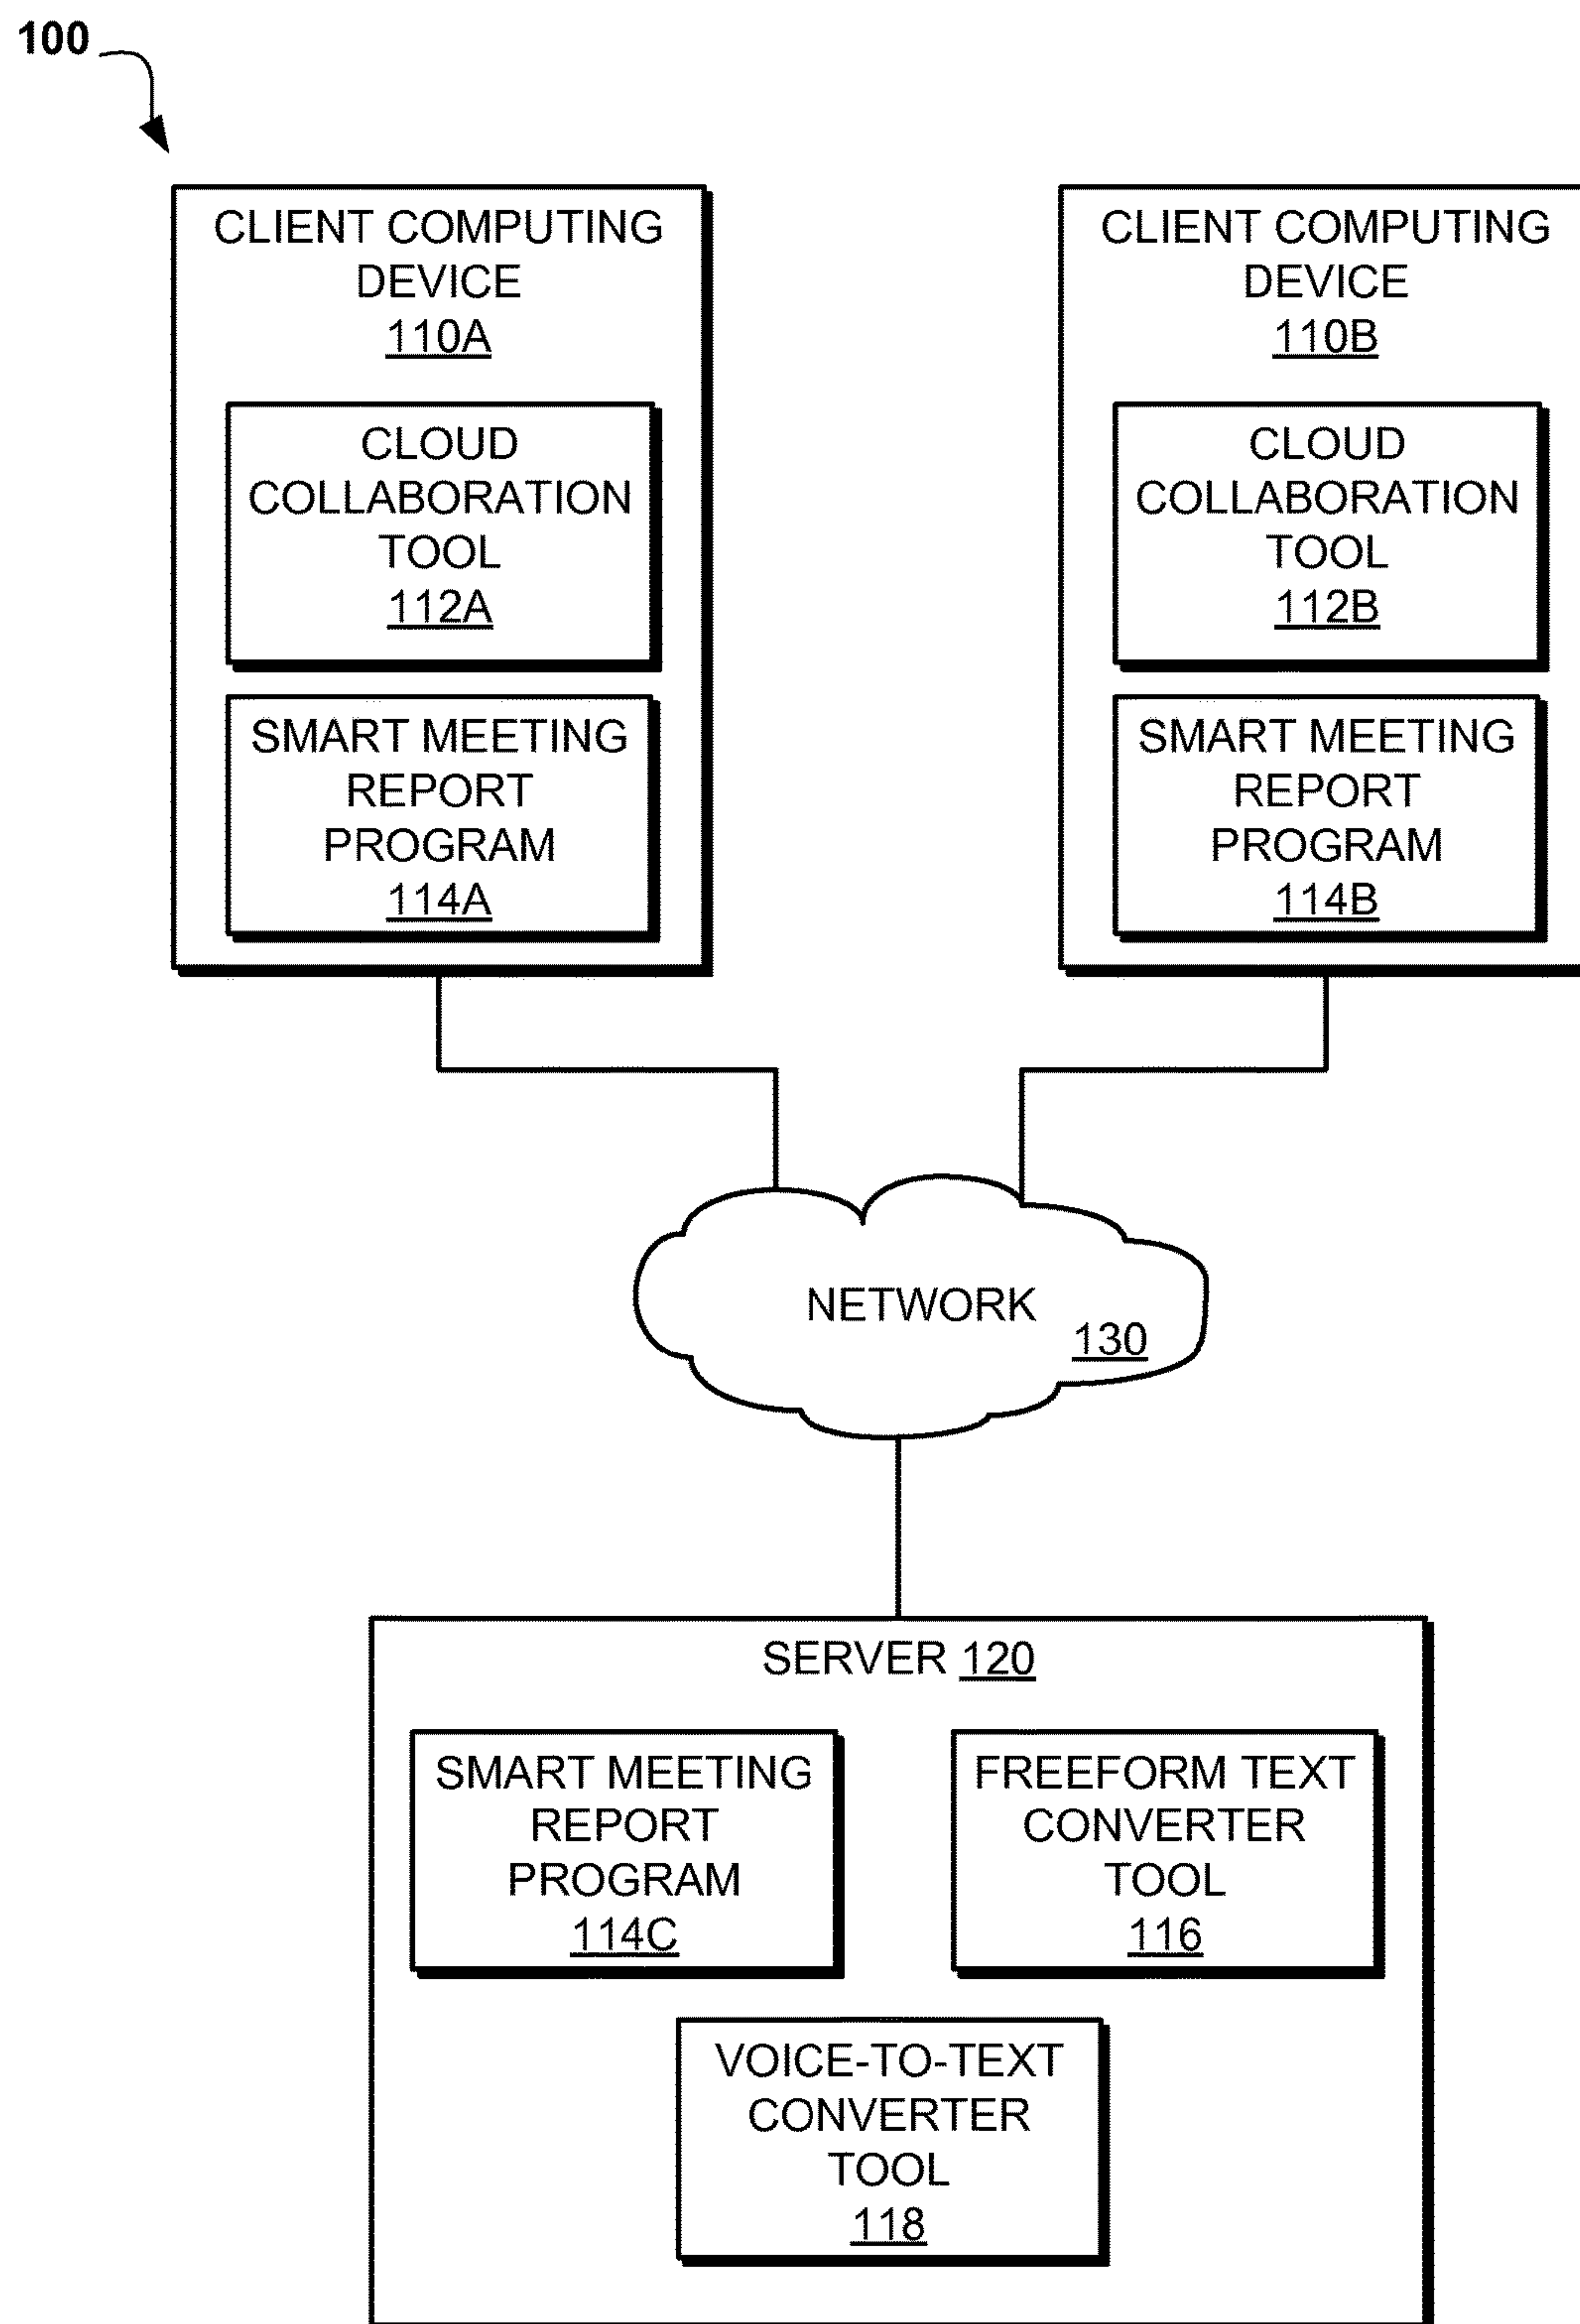 100
CLIENT COMPUTING
DEVICE
110A
CLOUD
COLLABORATION
TOOL
112A
SMART MEETING
REPORT
PROGRAM
114A
CLIENT COMPUTING
DEVICE
110B
CLOUD
COLLABORATION
TOOL
112B
SMART MEETING
REPORT
PROGRAM
114B
NETWORK
130
SERVER 120
SMART MEETING
REPORT
PROGRAM
114C
FREEFORM TEXT
CONVERTER
TOOL
116
VOICE-TO-TEXT
CONVERTER
TOOL
118